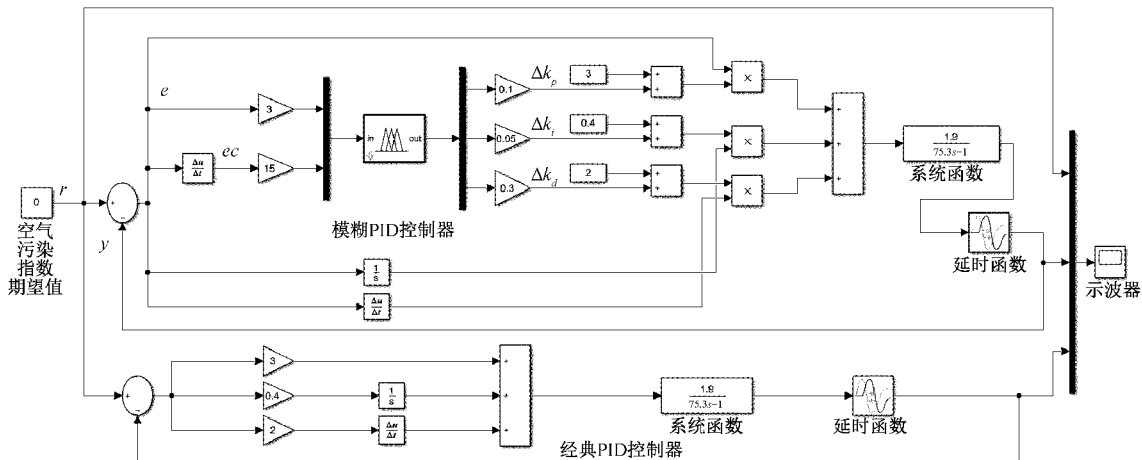 e
3
Δu
Δt
ec
15
in
out
模糊PID控制器
0.1
Δk_p
3
+
+
×
0.05
Δk_i
0.4
+
+
×
0.3
Δk_d
2
+
+
×
+
+
+
1.9
75.3s-1
系统函数
延时函数
示波器
0
r
空气
污染
指数
期望值
+
-
y
1
s
Δu
Δt
+
-
3
0.4
1
s
2
Δu
Δt
+
+
+
经典PID控制器
1.9
75.3s-1
系统函数
延时函数